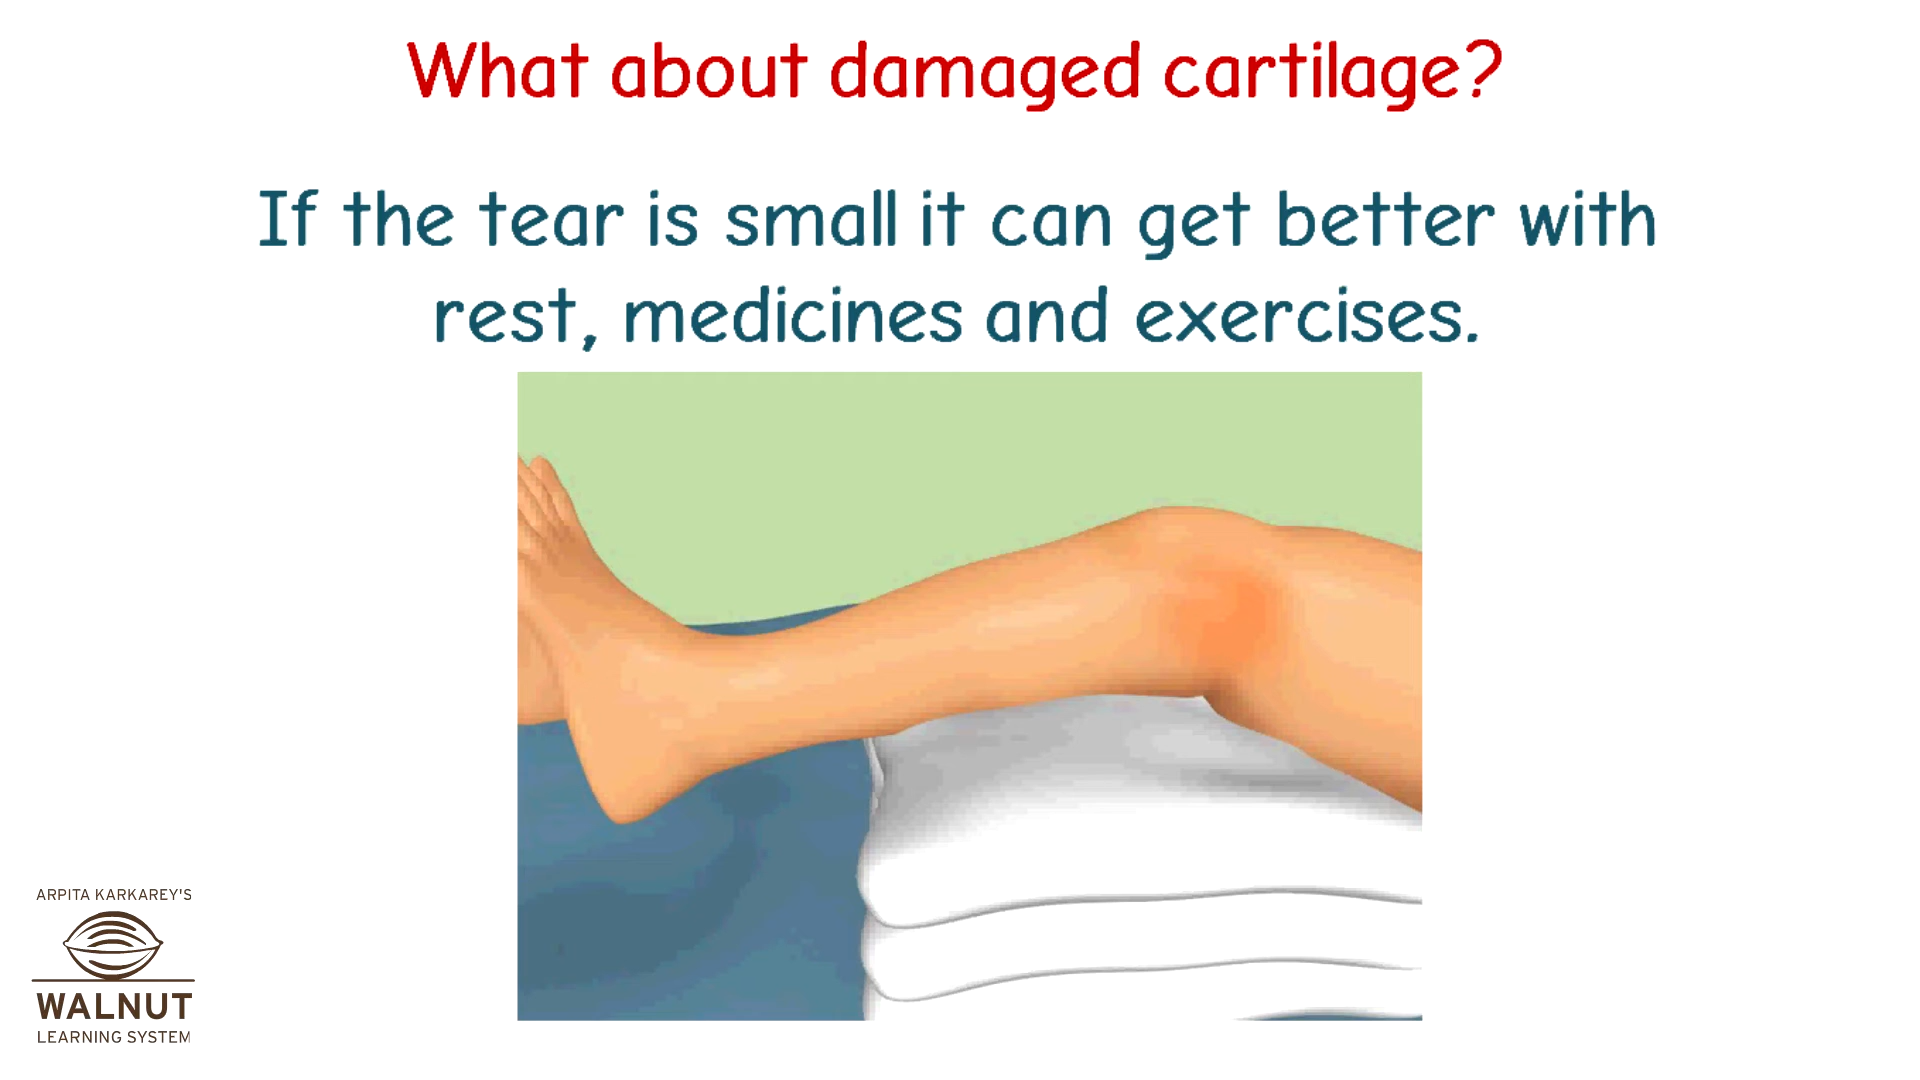 What about damaged cartilage?
If the tear is small it can get better with
rest, medicines and exercises.
ARPITA KARKAREY'S
WALNUT
LEARNING SYSTEM